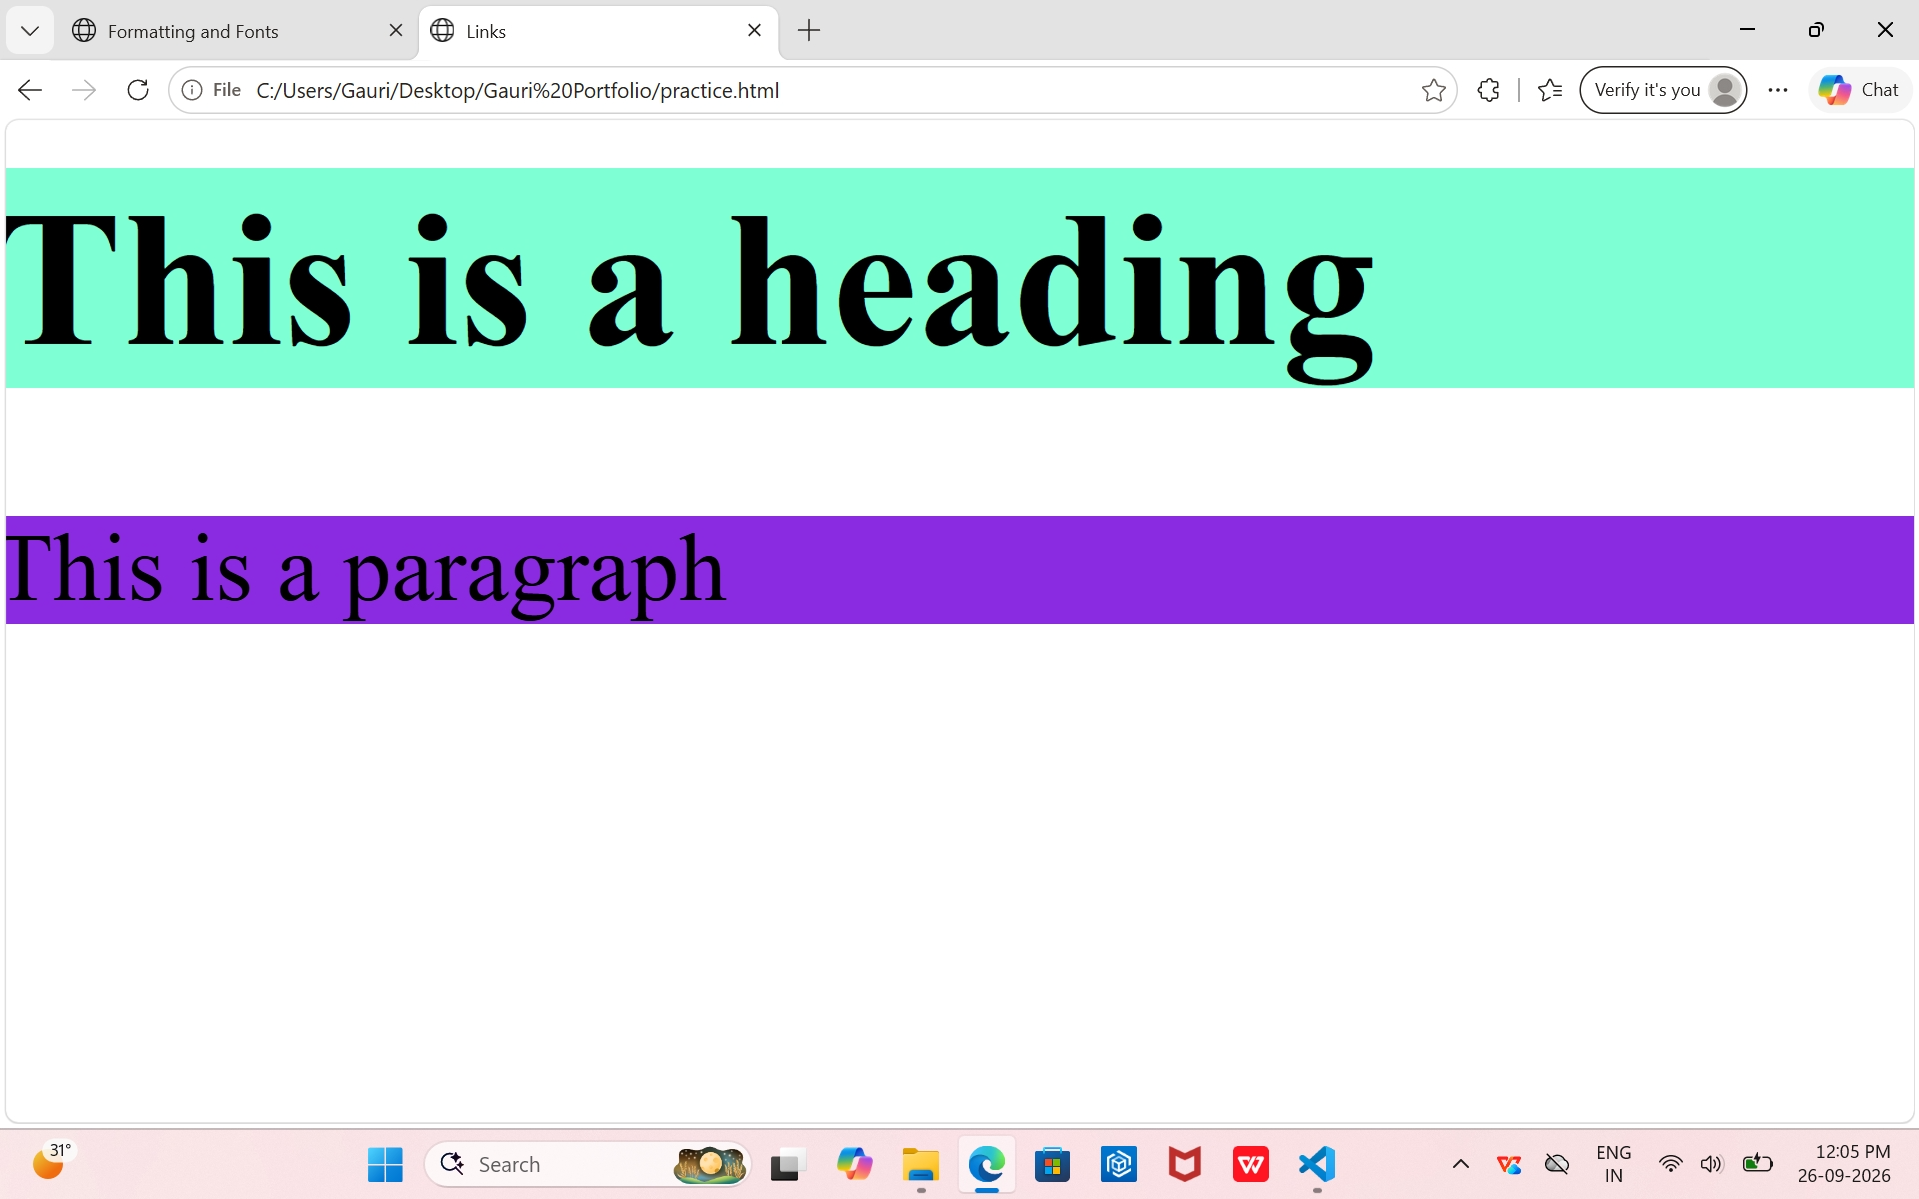 Formatting and Fonts
Links
File C:/Users/Gauri/Desktop/Gauri%20Portfolio/practice.html
Verify it's you
Chat
This is a heading
This is a paragraph
31°
Search
ENG
IN
12:05 PM
26-09-2026